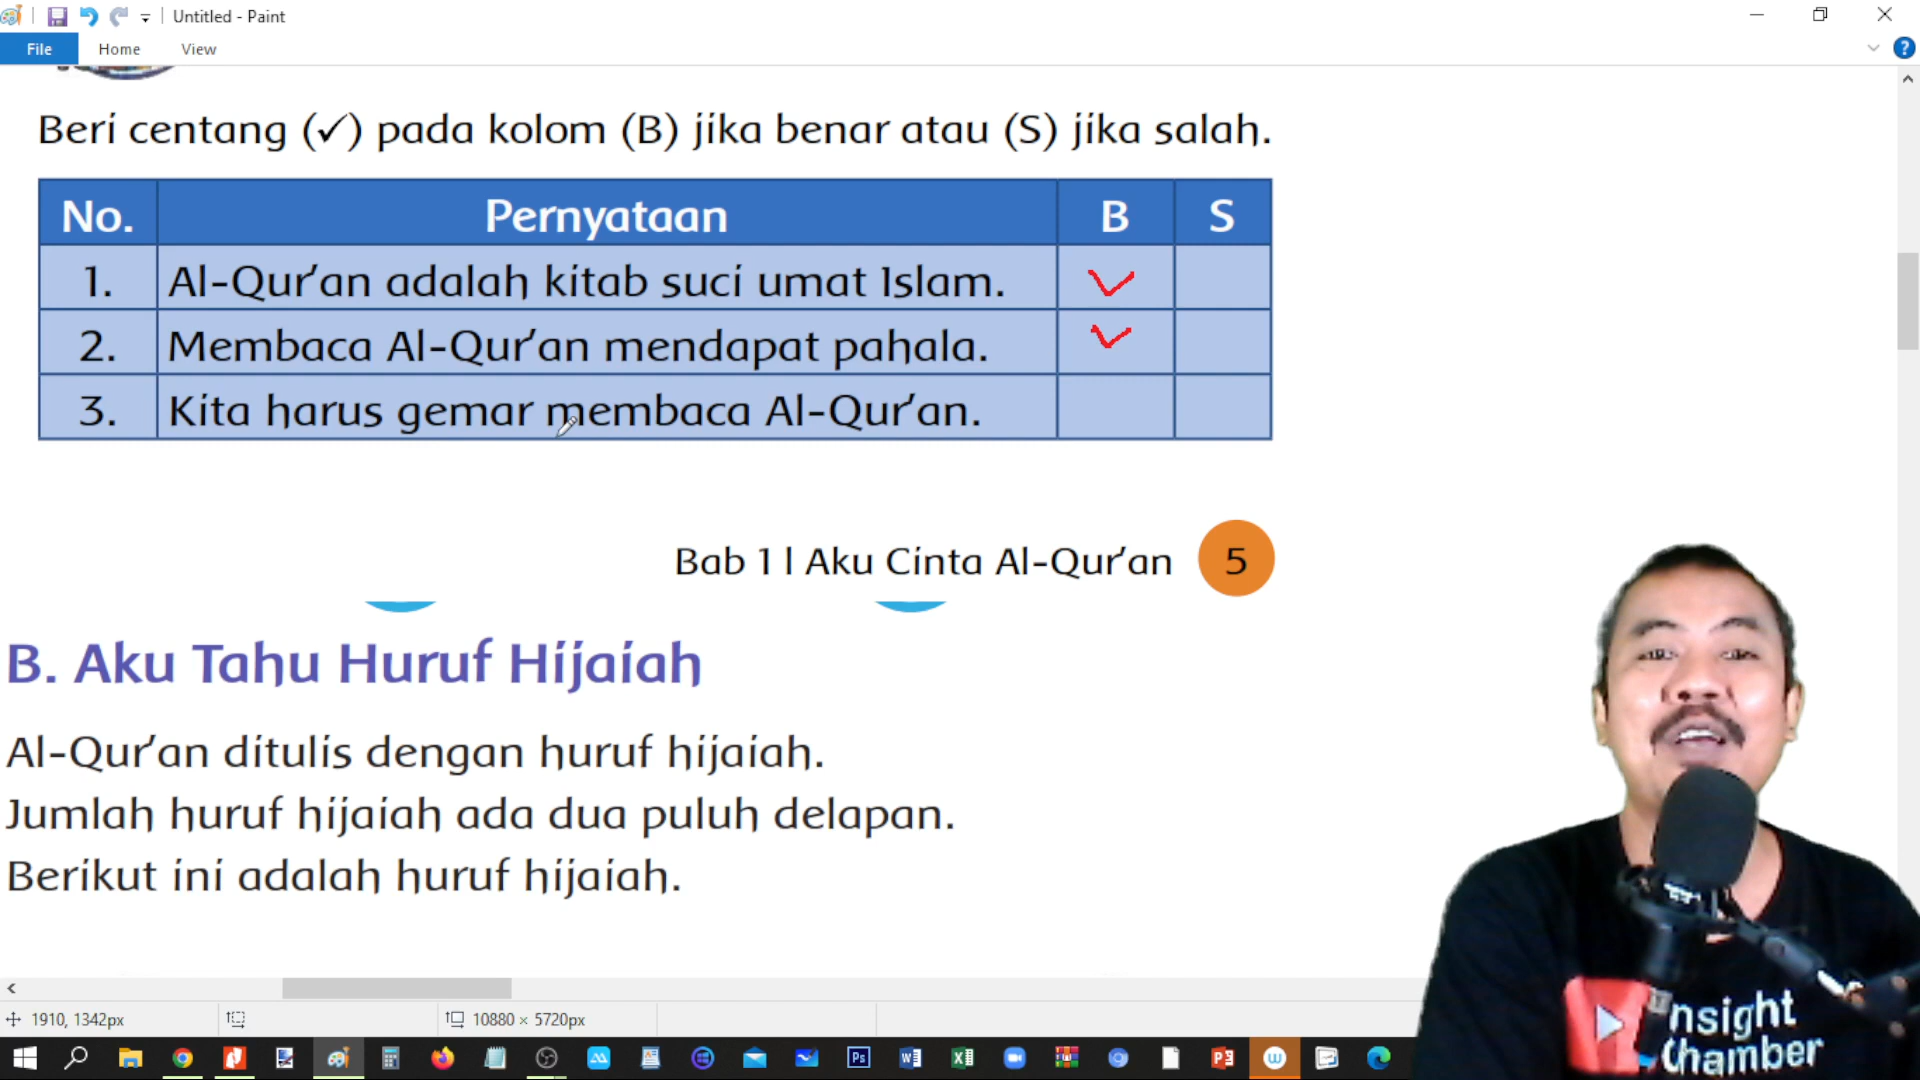 Untitled - Paint
File Home View
Beri centang (✓) pada kolom (B) jika benar atau (S) jika salah.
No. Pernyataan B S
1. Al-Qur'an adalah kitab suci umat Islam.
2. Membaca Al-Qur'an mendapat pahala.
3. Kita harus gemar membaca Al-Qur'an.
Bab 1 | Aku Cinta Al-Qur'an 5
B. Aku Tahu Huruf Hijaiah
Al-Qur'an ditulis dengan huruf hijaiah.
Jumlah huruf hijaiah ada dua puluh delapan.
Berikut ini adalah huruf hijaiah.
1910, 1342px 10880 × 5720px
nsight
Chamber